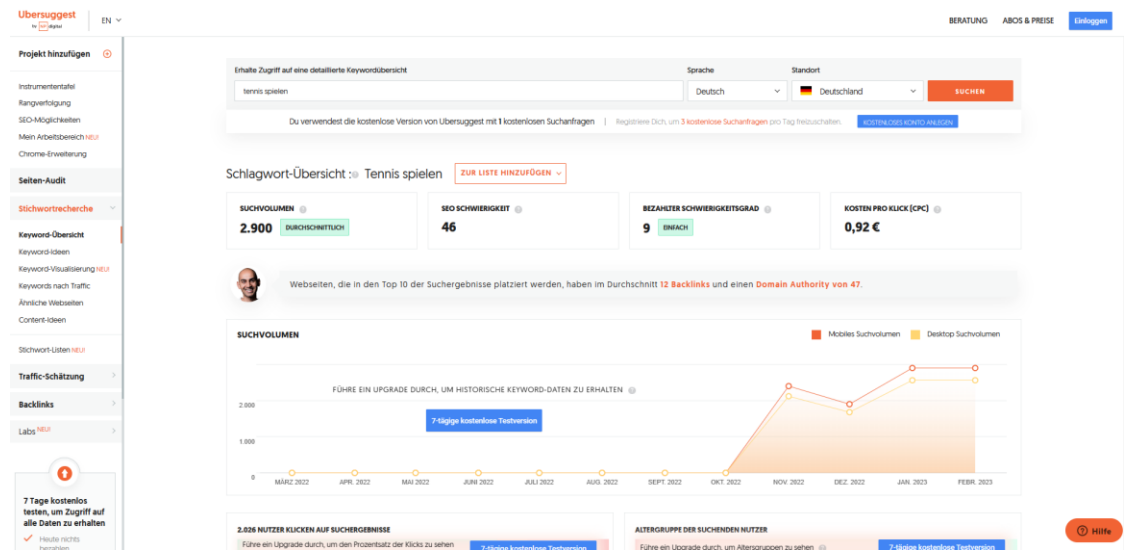 Ubersuggest
by NP digital
EN
BERATUNG ABOS & PREISE Einloggen
Projekt hinzufügen
Instrumententafel
Rangverfolgung
SEO-Möglichkeiten
Mein Arbeitsbereich NEU!
Chrome-Erweiterung
Seiten-Audit
Stichwortrecherche
Keyword-Übersicht
Keyword-Ideen
Keyword-Visualisierung NEU!
Keywords nach Traffic
Ähnliche Webseiten
Content-Ideen
Stichwort-Listen NEU!
Traffic-Schätzung
Backlinks
Labs NEU!
7 Tage kostenlos
testen, um Zugriff auf
alle Daten zu erhalten
Heute nichts
bezahlen
Erhalte Zugriff auf eine detaillierte Keywordübersicht Sprache Standort
tennis spielen Deutsch Deutschland SUCHEN
Du verwendest die kostenlose Version von Ubersuggest mit 1 kostenlosen Suchanfragen | Registriere Dich, um 3 kostenlose Suchanfragen pro Tag freizuschalten. KOSTENLOSES KONTO ANLEGEN
Schlagwort-Übersicht : Tennis spielen ZUR LISTE HINZUFÜGEN
SUCHVOLUMEN SEO SCHWIERIGKEIT BEZAHLTER SCHWIERIGKEITSGRAD KOSTEN PRO KLICK (CPC)
2.900 DURCHSCHNITTLICH 46 9 EINFACH 0,92 €
Webseiten, die in den Top 10 der Suchergebnisse platziert werden, haben im Durchschnitt 12 Backlinks und einen Domain Authority von 47.
SUCHVOLUMEN Mobiles Suchvolumen Desktop Suchvolumen
FÜHRE EIN UPGRADE DURCH, UM HISTORISCHE KEYWORD-DATEN ZU ERHALTEN
7-tägige kostenlose Testversion
2.000
1.000
0
MÄRZ 2022 APR. 2022 MAI 2022 JUNI 2022 JULI 2022 AUG. 2022 SEPT. 2022 OKT. 2022 NOV. 2022 DEZ. 2022 JAN. 2023 FEBR. 2023
2.026 NUTZER KLICKEN AUF SUCHERGEBNISSE ALTERGRUPPE DER SUCHENDEN NUTZER
Führe ein Upgrade durch, um den Prozentsatz der Klicks zu sehen 7-tägige kostenlose Testversion Führe ein Upgrade durch, um Altersgruppen zu sehen 7-tägige kostenlose Testversion
Hilfe